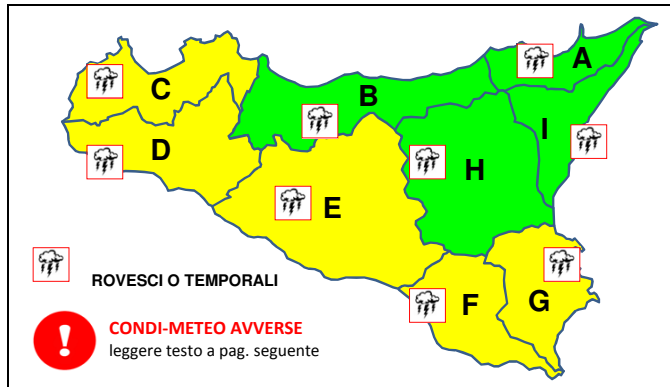 A
C
B
I
D
H
E
F
G
ROVESCI O TEMPORALI
CONDI-METEO AVVERSE
leggere testo a pag. seguente